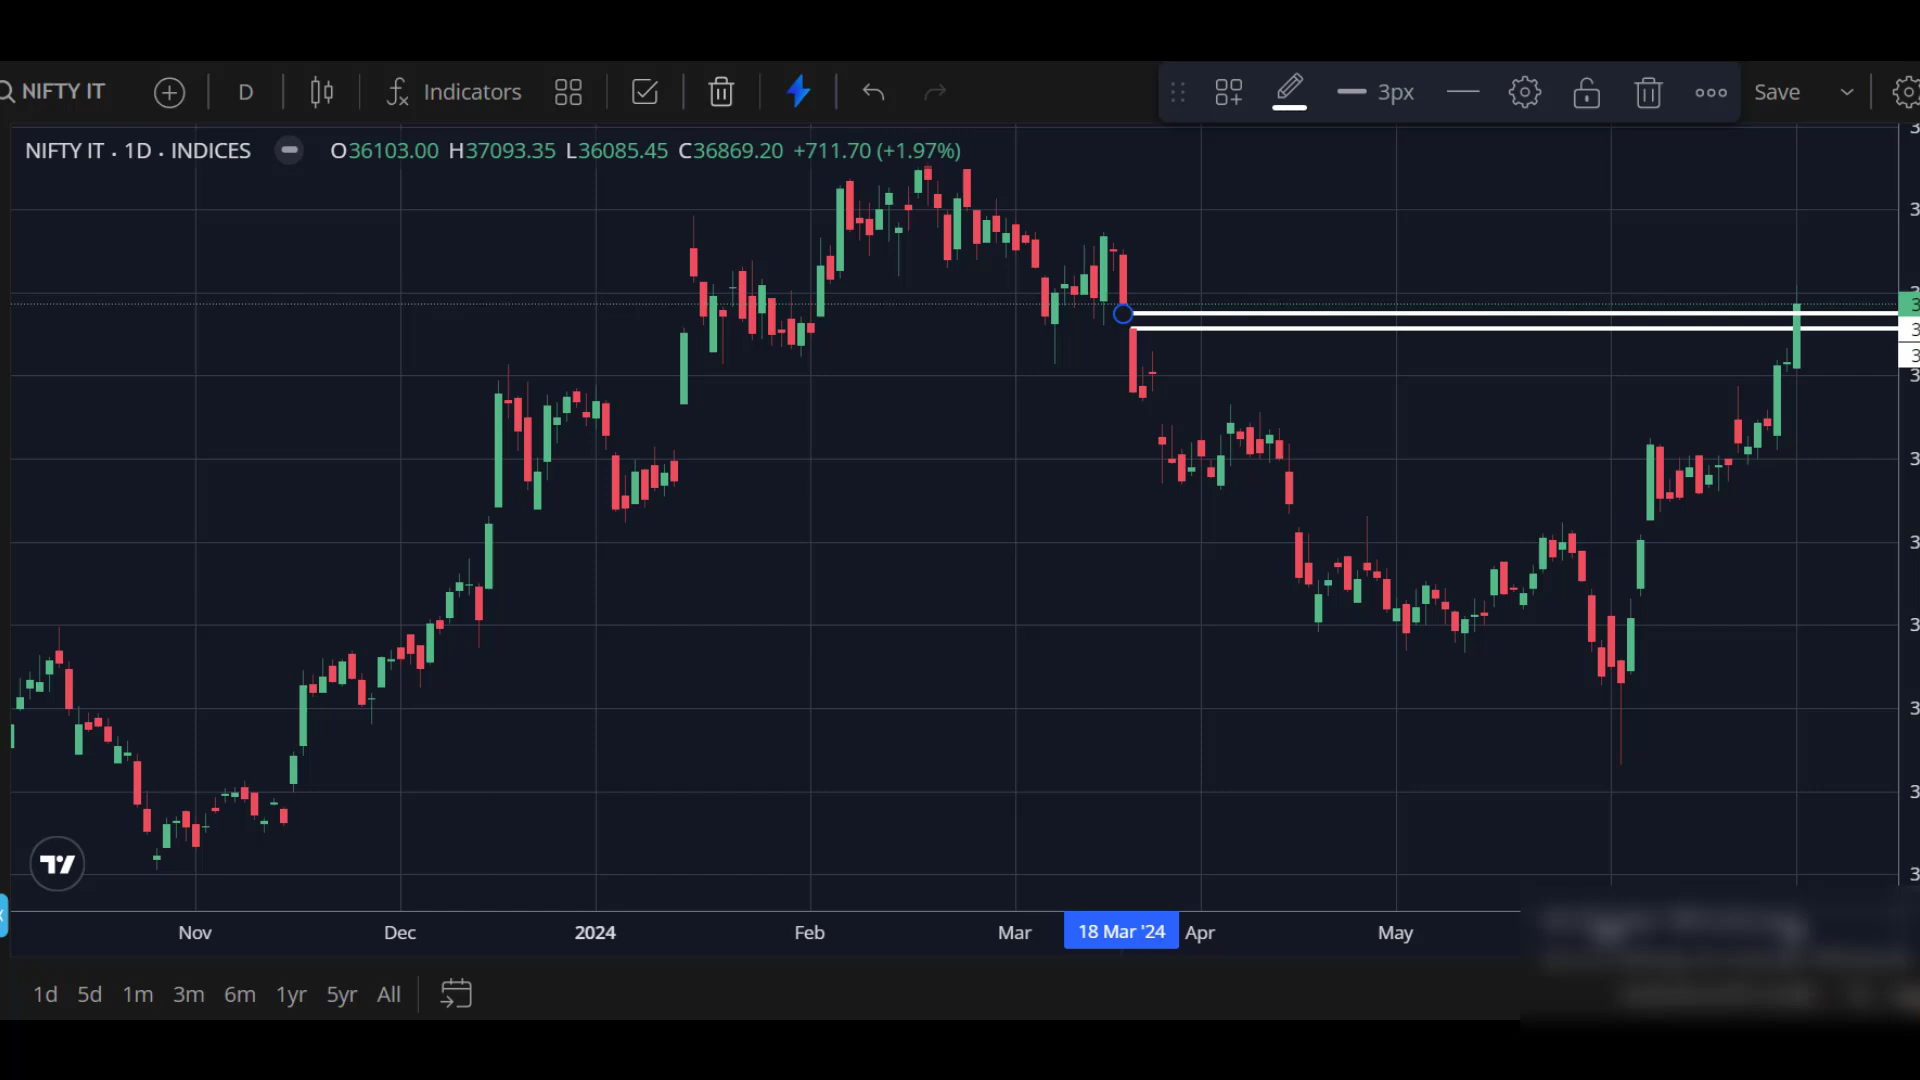 NIFTY IT D Indicators 3px Save
NIFTY IT · 1D · INDICES O36103.00 H37093.35 L36085.45 C36869.20 +711.70 (+1.97%)
Nov Dec 2024 Feb Mar 18 Mar '24 Apr May
1d 5d 1m 3m 6m 1yr 5yr All